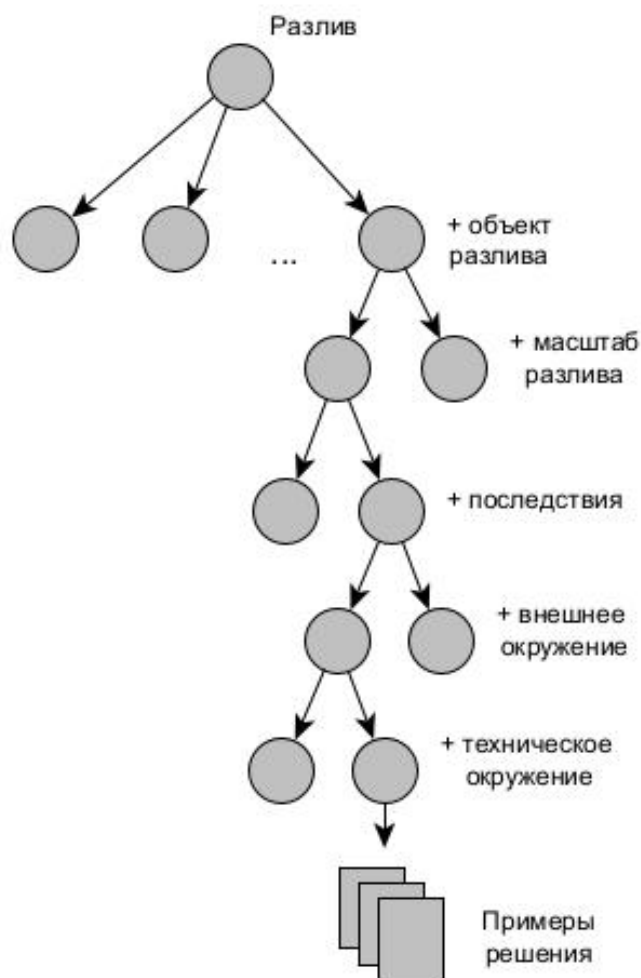 Разлив
...
+ объект
разлива
+ масштаб
разлива
+ последствия
+ внешнее
окружение
+ техническое
окружение
Примеры
решения